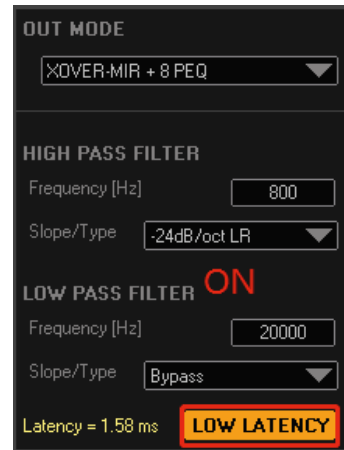 OUT MODE
XOVER-MIR + 8 PEQ
HIGH PASS FILTER
Frequency [Hz] 800
Slope/Type -24dB/oct LR
LOW PASS FILTER ON
Frequency [Hz] 20000
Slope/Type Bypass
Latency = 1.58 ms LOW LATENCY